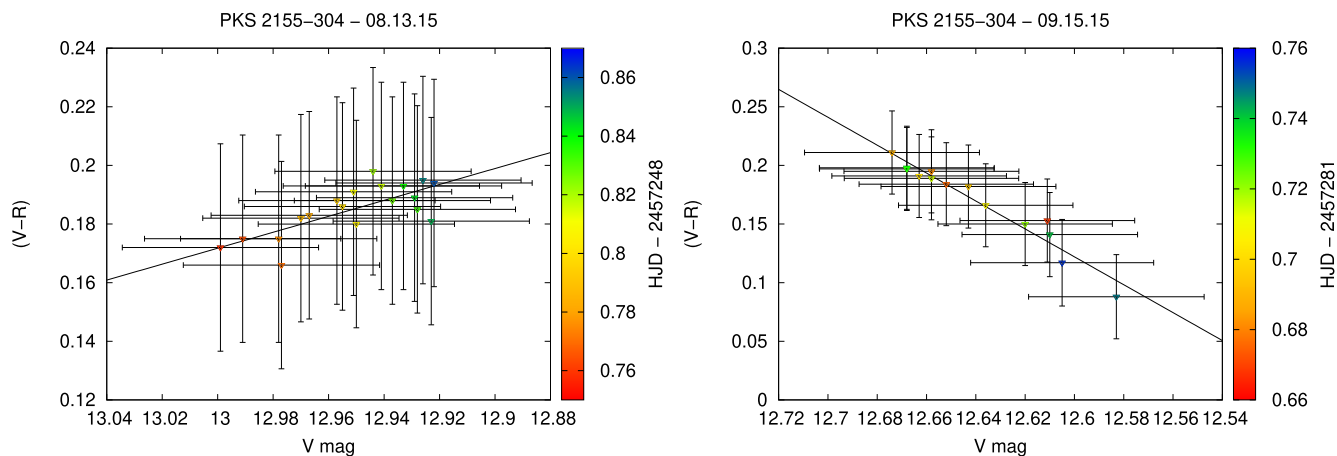 PKS 2155−304 − 08.13.15
0.24
0.22
0.2
0.18
0.16
0.14
0.12
(V−R)
13.04 13.02 13 12.98 12.96 12.94 12.92 12.9 12.88
V mag
0.86
0.84
0.82
0.8
0.78
0.76
HJD − 2457248
PKS 2155−304 − 09.15.15
0.3
0.25
0.2
0.15
0.1
0.05
0
(V−R)
12.72 12.7 12.68 12.66 12.64 12.62 12.6 12.58 12.56 12.54
V mag
0.76
0.74
0.72
0.7
0.68
0.66
HJD − 2457281